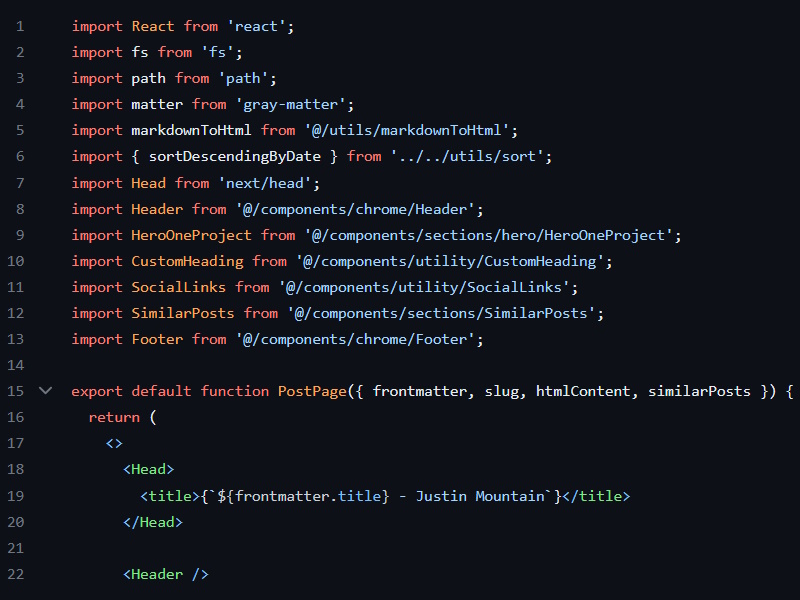 1 import React from 'react';
2 import fs from 'fs';
3 import path from 'path';
4 import matter from 'gray-matter';
5 import markdownToHtml from '@/utils/markdownToHtml';
6 import { sortDescendingByDate } from '../../utils/sort';
7 import Head from 'next/head';
8 import Header from '@/components/chrome/Header';
9 import HeroOneProject from '@/components/sections/hero/HeroOneProject';
10 import CustomHeading from '@/components/utility/CustomHeading';
11 import SocialLinks from '@/components/utility/SocialLinks';
12 import SimilarPosts from '@/components/sections/SimilarPosts';
13 import Footer from '@/components/chrome/Footer';
14
15 export default function PostPage({ frontmatter, slug, htmlContent, similarPosts }) {
16   return (
17     <>
18       <Head>
19         <title>{`${frontmatter.title} - Justin Mountain`}</title>
20       </Head>
21
22       <Header />